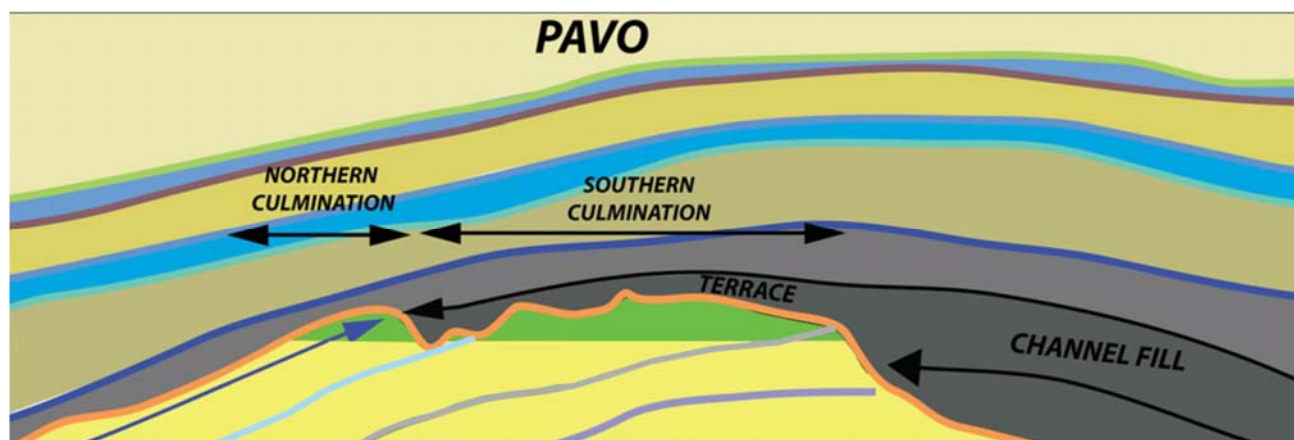 PAVO
NORTHERN
CULMINATION
SOUTHERN
CULMINATION
TERRACE
CHANNEL FILL